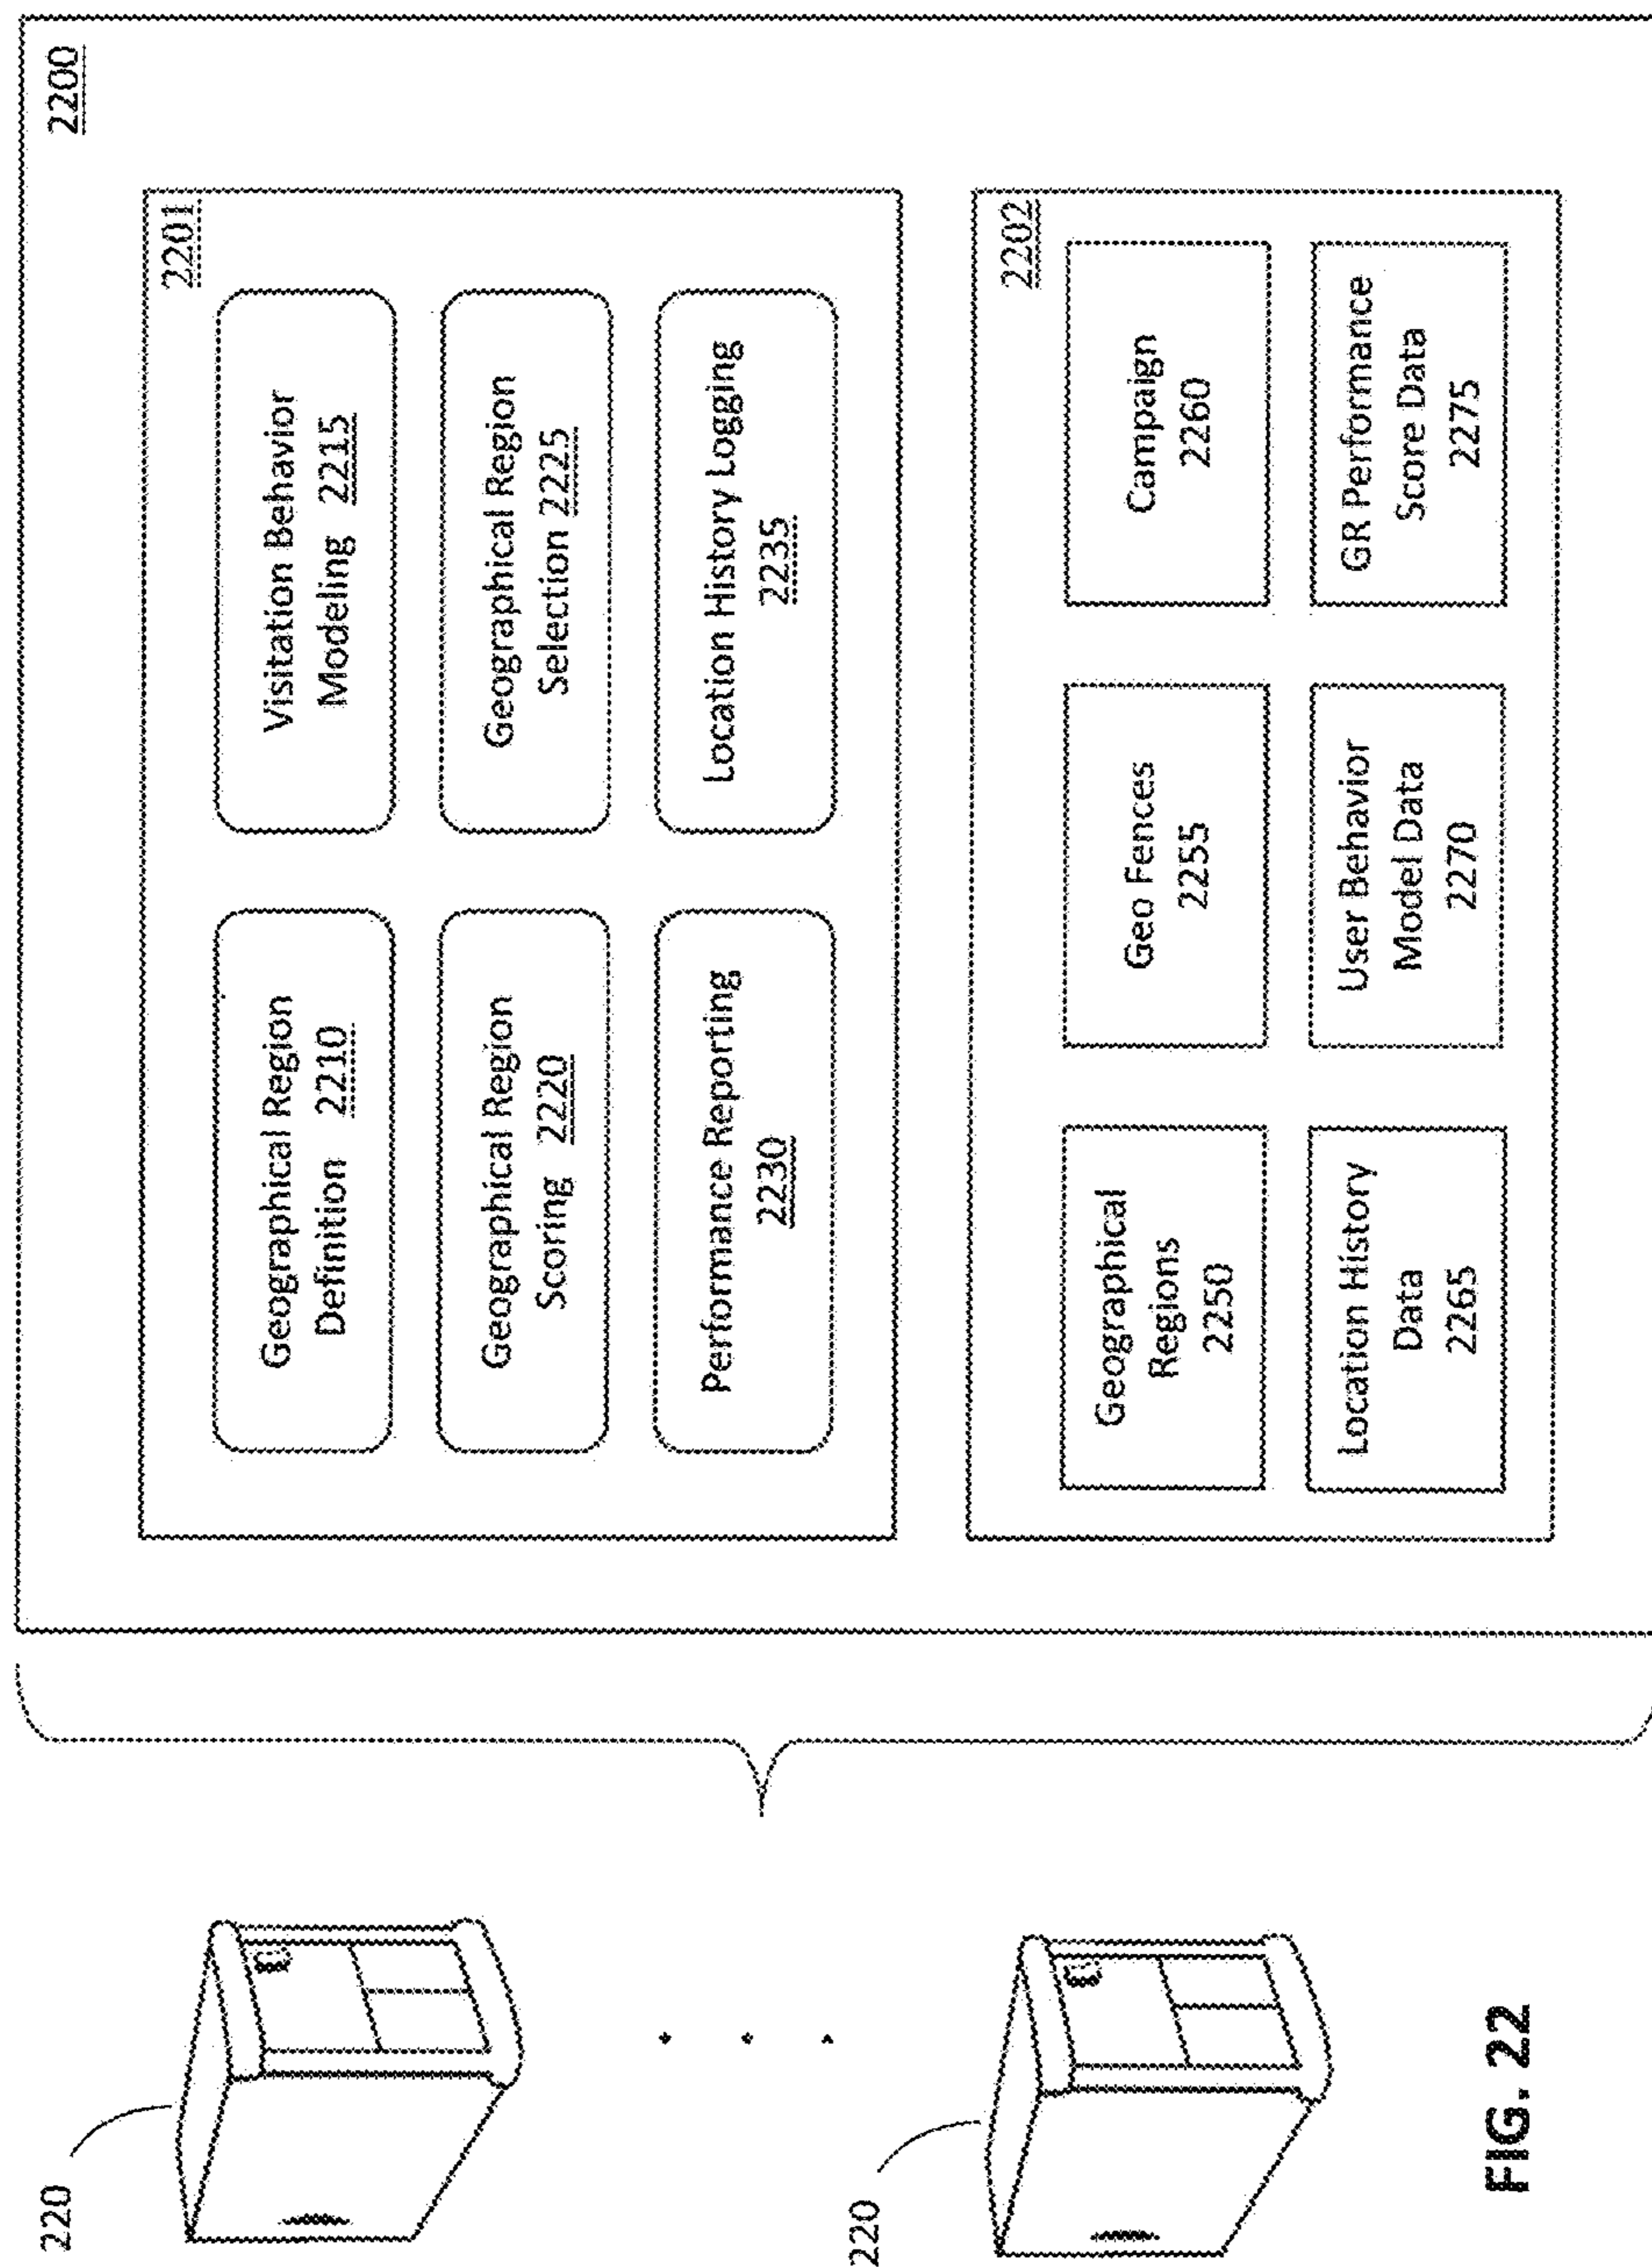 2200
2201
Geographical Region
Definition 2210
Visitation Behavior
Modeling 2215
Geographical Region
Scoring 2220
Geographical Region
Selection 2225
Performance Reporting
2230
Location History Logging
2235
2202
Geographical
Regions
2250
Geo Fences
2255
Campaign
2260
Location History
Data
2265
User Behavior
Model Data
2270
GR Performance
Score Data
2275
220
220
FIG. 22